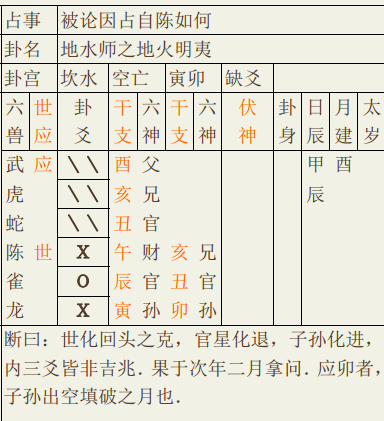 占事 被论因占自陈如何
卦名 地水师之地火明夷
卦宫 坎水 空亡 寅卯 缺爻
六 世 卦 干 六 干 六 伏 卦 日 月 太
兽 应 爻 支 神 支 神 神 身 辰 建 岁
武 应 \\ 酉 父 甲 酉
虎 \\ 亥 兄 辰
蛇 \\ 丑 官
陈 世 X 午 财 亥 兄
雀 O 辰 官 丑 官
龙 X 寅 孙 卯 孙
断曰：世化回头之克，官星化退，子孙化进，
内三爻皆非吉兆．果于次年二月拿问．应卯者，
子孙出空填破之月也．